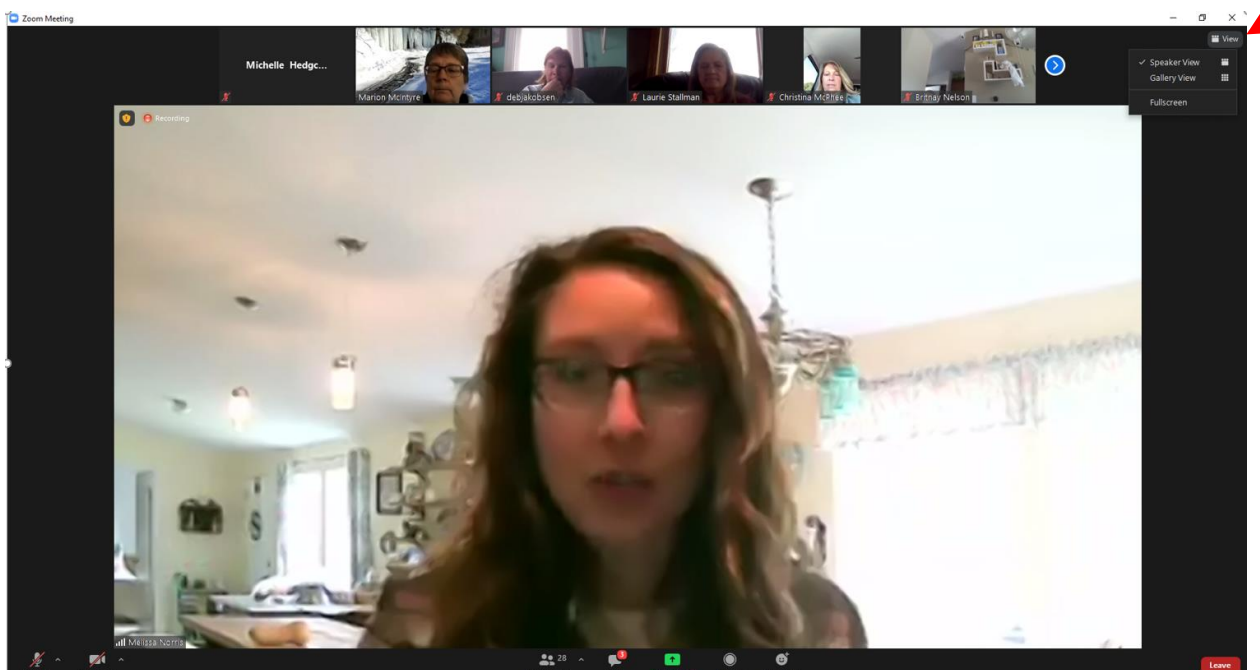 Zoom Meeting
View
Michelle Hedgc...
Marion McIntyre
debjakobsen
Laurie Stallman
Christina McPhee
Britnay Nelson
Speaker View
Gallery View
Fullscreen
Recording
Melissa Norris
28
3
Leave